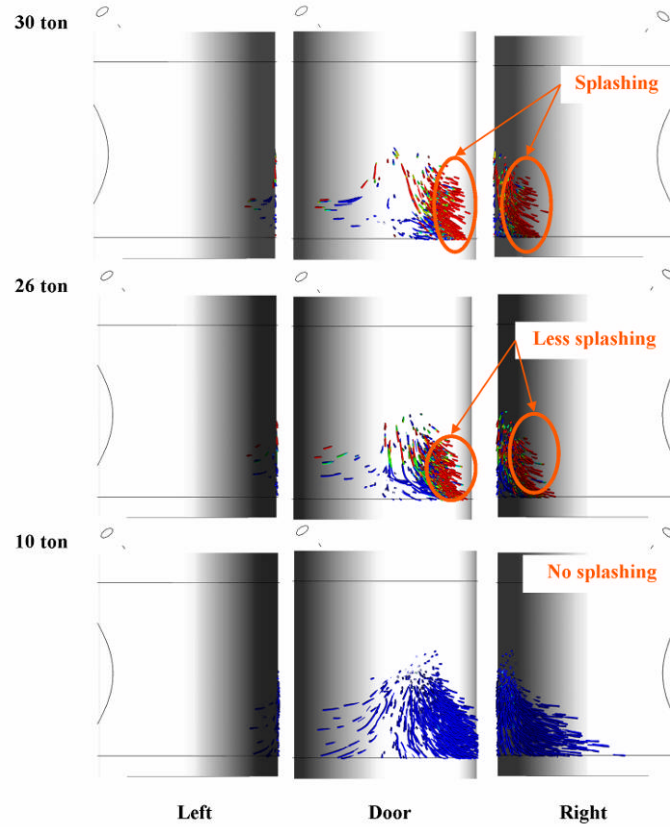 30 ton
Splashing
26 ton
Less splashing
10 ton
No splashing
Left Door Right